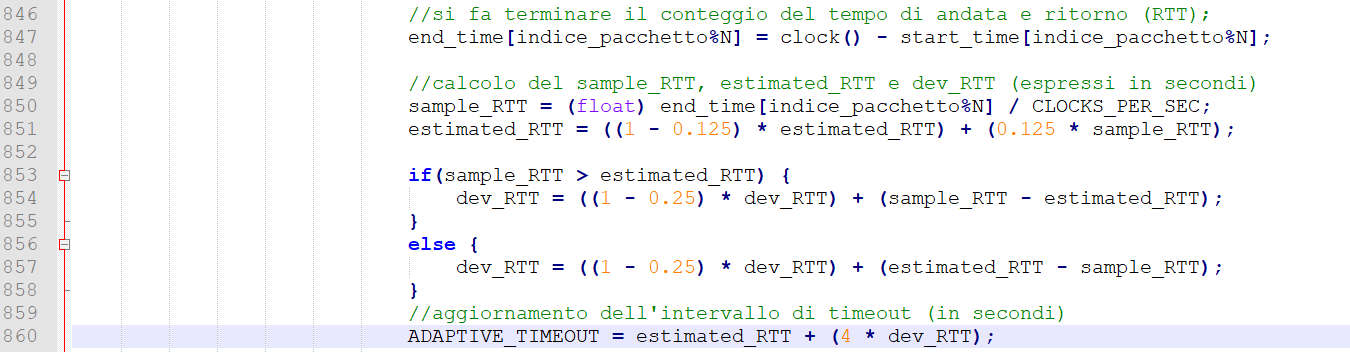 846 //si fa terminare il conteggio del tempo di andata e ritorno (RTT);
847 end_time[indice_pacchetto%N] = clock() - start_time[indice_pacchetto%N];
848
849 //calcolo del sample_RTT, estimated_RTT e dev_RTT (espressi in secondi)
850 sample_RTT = (float) end_time[indice_pacchetto%N] / CLOCKS_PER_SEC;
851 estimated_RTT = ((1 - 0.125) * estimated_RTT) + (0.125 * sample_RTT);
852
853 if(sample_RTT > estimated_RTT) {
854 dev_RTT = ((1 - 0.25) * dev_RTT) + (sample_RTT - estimated_RTT);
855 }
856 else {
857 dev_RTT = ((1 - 0.25) * dev_RTT) + (estimated_RTT - sample_RTT);
858 }
859 //aggiornamento dell'intervallo di timeout (in secondi)
860 ADAPTIVE_TIMEOUT = estimated_RTT + (4 * dev_RTT);